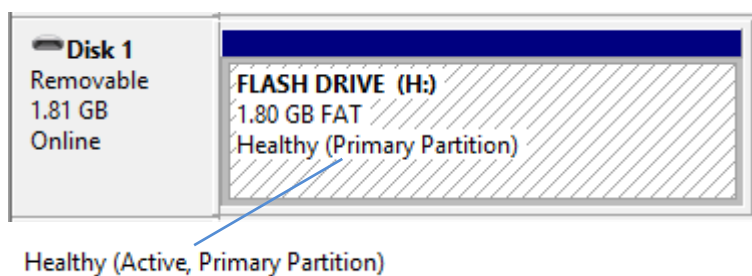 Disk 1
Removable
1.81 GB
Online
FLASH DRIVE (H:)
1.80 GB FAT
Healthy (Primary Partition)
Healthy (Active, Primary Partition)